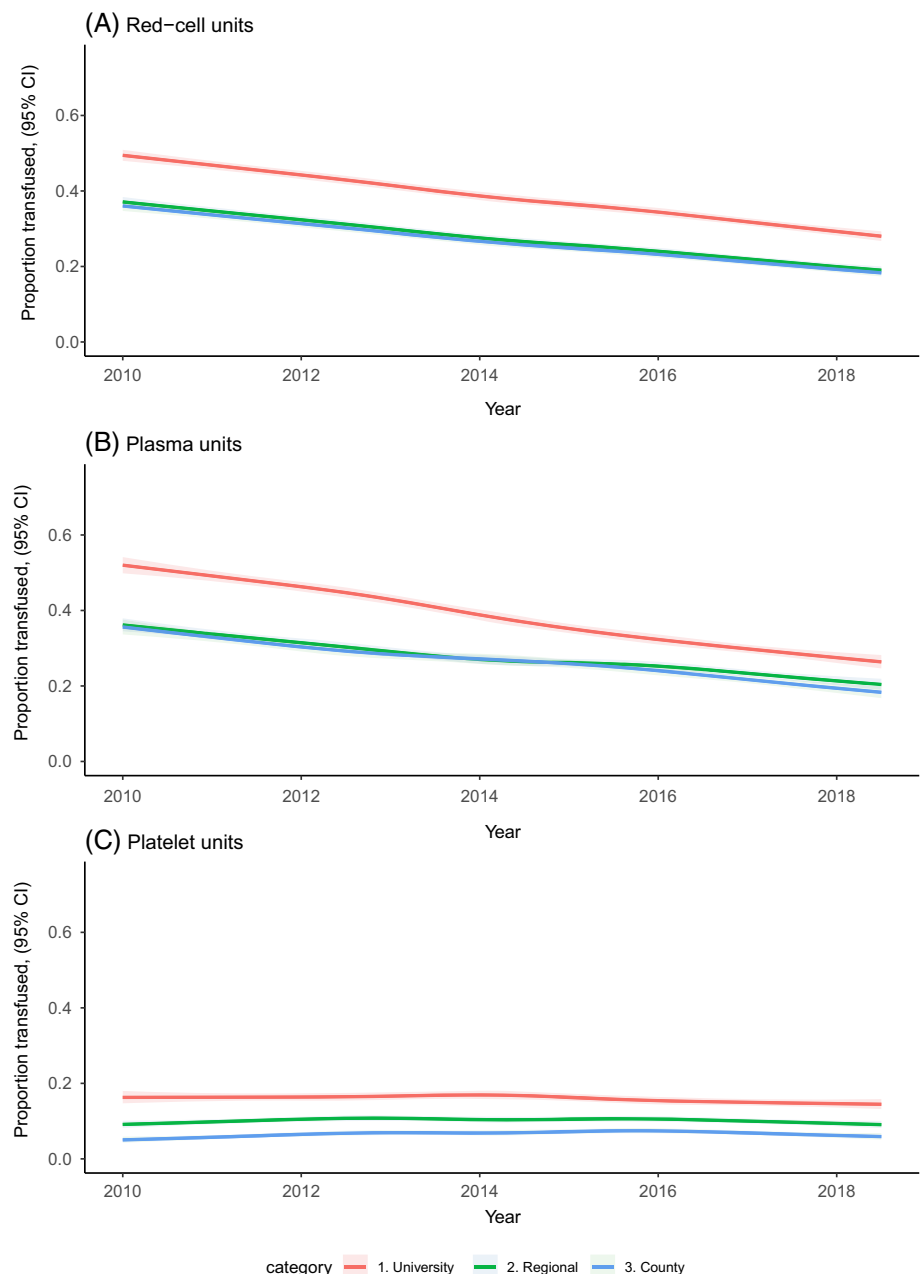 (A) Red−cell units
Proportion transfused, (95% CI)
0.6
0.4
0.2
0.0
2010 2012 2014 2016 2018
Year
(B) Plasma units
Proportion transfused, (95% CI)
0.6
0.4
0.2
0.0
2010 2012 2014 2016 2018
Year
(C) Platelet units
Proportion transfused, (95% CI)
0.6
0.4
0.2
0.0
2010 2012 2014 2016 2018
Year
category 1. University 2. Regional 3. County